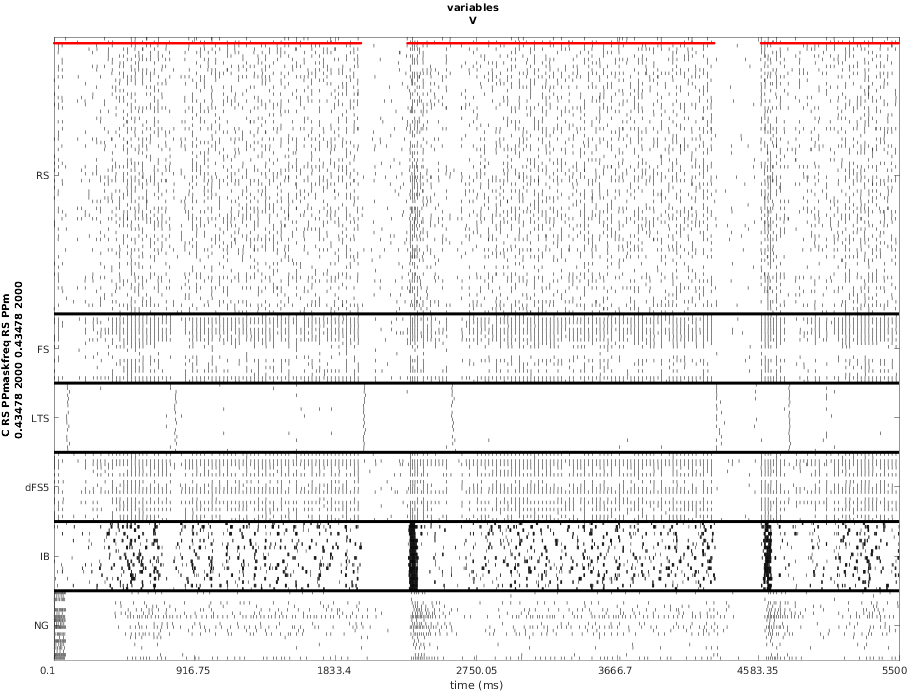 variables
V
C RS PPmaskfreq RS PPm
0.43478 2000 0.43478 2000
RS
FS
LTS
dFS5
IB
NG
0.1 916.75 1833.4 2750.05 3666.7 4583.35 5500
time (ms)